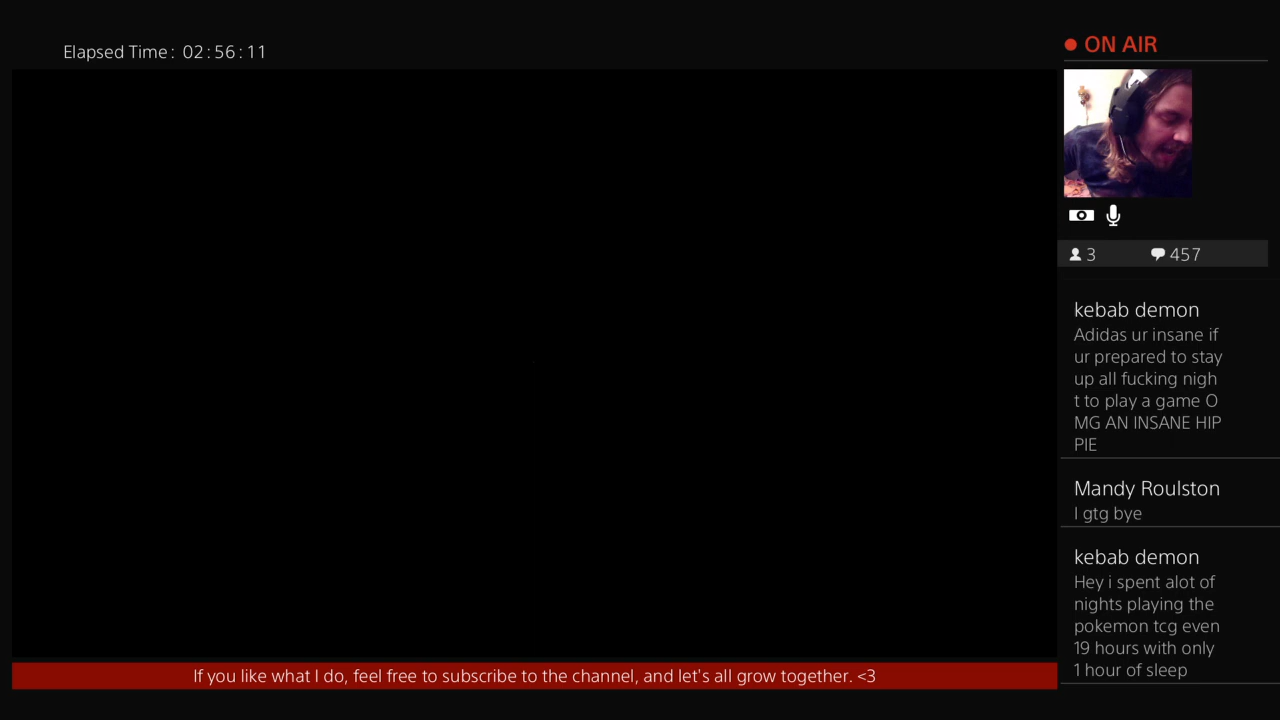 Elapsed Time: 02:56:11
ON AIR
3 457
kebab demon
Adidas ur insane if
ur prepared to stay
up all fucking nigh
t to play a game O
MG AN INSANE HIP
PIE
Mandy Roulston
I gtg bye
kebab demon
Hey i spent alot of
nights playing the
pokemon tcg even
19 hours with only
1 hour of sleep
If you like what I do, feel free to subscribe to the channel, and let's all grow together. <3